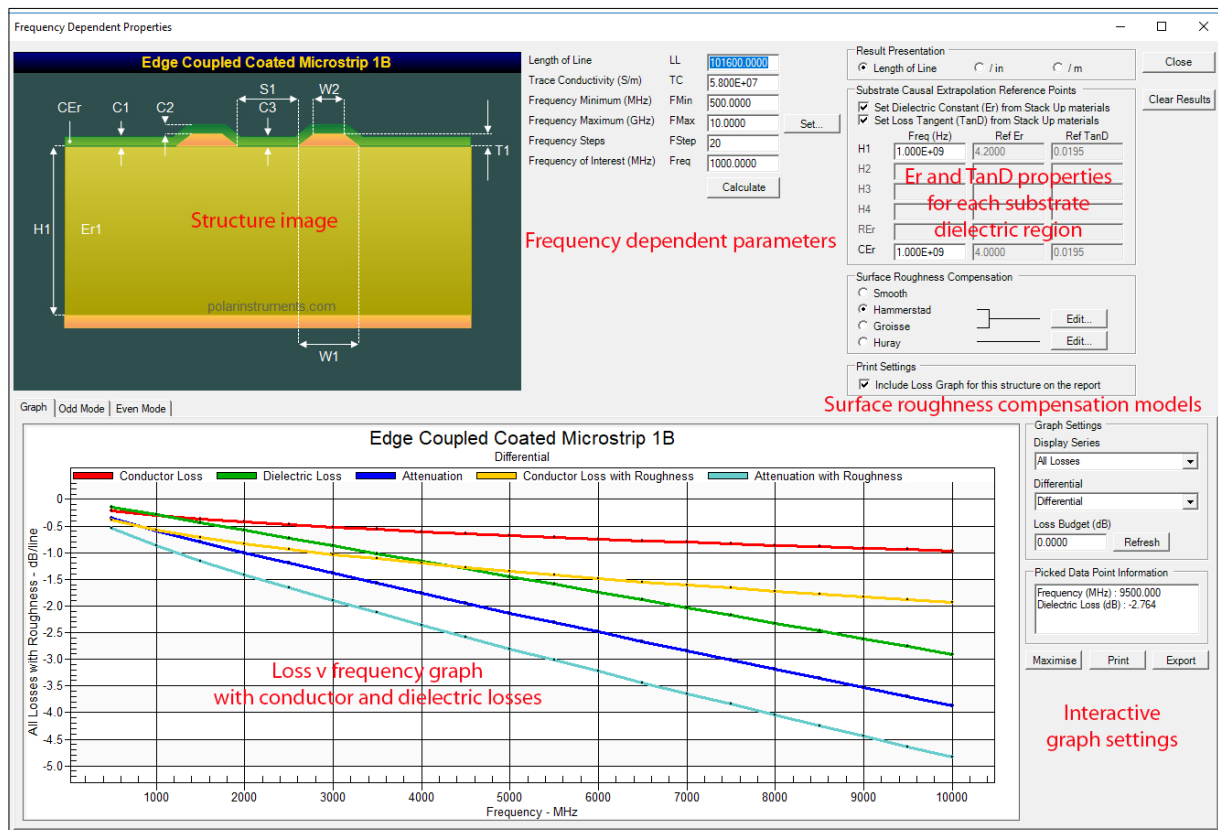 Frequency Dependent Properties
Edge Coupled Coated Microstrip 1B
S1
W2
CEr
C1
C2
C3
T1
H1
Er1
Structure image
polarinstruments.com
W1
Length of Line LL 101600.0000
Trace Conductivity (S/m) TC 5.800E+07
Frequency Minimum (MHz) FMin 500.0000
Frequency Maximum (GHz) FMax 10.0000 Set...
Frequency Steps FStep 20
Frequency of Interest (MHz) Freq 1000.0000
Calculate
Frequency dependent parameters
Result Presentation
Length of Line / in / m
Substrate Causal Extrapolation Reference Points
Set Dielectric Constant (Er) from Stack Up materials
Set Loss Tangent (TanD) from Stack Up materials
Freq (Hz) Ref Er Ref TanD
H1 1.000E+09 4.2000 0.0195
H2
H3
H4
REr
CEr 1.000E+09 4.0000 0.0195
Er and TanD properties
for each substrate
dielectric region
Surface Roughness Compensation
Smooth
Hammerstad
Groisse
Huray
Edit...
Edit...
Print Settings
Include Loss Graph for this structure on the report
Surface roughness compensation models
Close
Clear Results
Graph Odd Mode Even Mode
Edge Coupled Coated Microstrip 1B
Differential
Conductor Loss Dielectric Loss Attenuation Conductor Loss with Roughness Attenuation with Roughness
All Losses with Roughness - dB/line
0
-0.5
-1.0
-1.5
-2.0
-2.5
-3.0
-3.5
-4.0
-4.5
-5.0
Loss v frequency graph
with conductor and dielectric losses
1000 2000 3000 4000 5000 6000 7000 8000 9000 10000
Frequency - MHz
Graph Settings
Display Series
All Losses
Differential
Differential
Loss Budget (dB)
0.0000 Refresh
Picked Data Point Information
Frequency (MHz) : 9500.000
Dielectric Loss (dB) : -2.764
Maximise Print Export
Interactive
graph settings